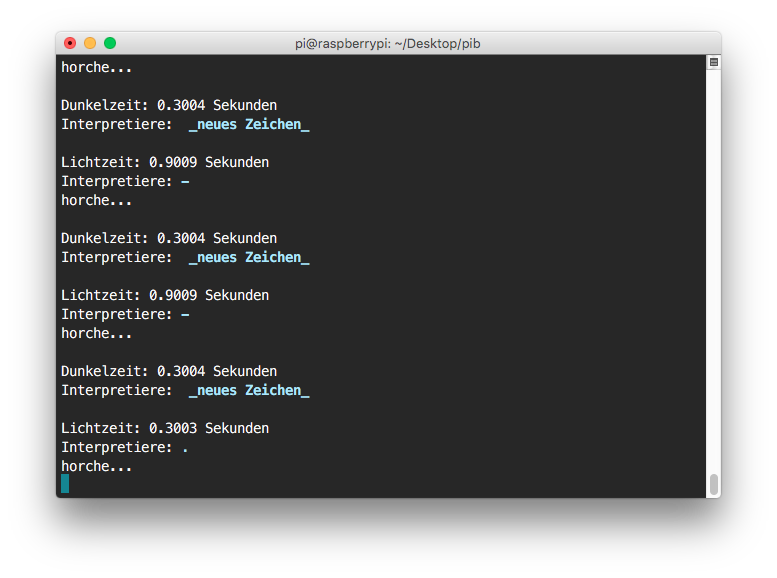 pi@raspberrypi: ~/Desktop/pib
horche...
Dunkelzeit: 0.3004 Sekunden
Interpretiere:  _neues Zeichen_
Lichtzeit: 0.9009 Sekunden
Interpretiere: -
horche...
Dunkelzeit: 0.3004 Sekunden
Interpretiere:  _neues Zeichen_
Lichtzeit: 0.9009 Sekunden
Interpretiere: -
horche...
Dunkelzeit: 0.3004 Sekunden
Interpretiere:  _neues Zeichen_
Lichtzeit: 0.3003 Sekunden
Interpretiere: .
horche...